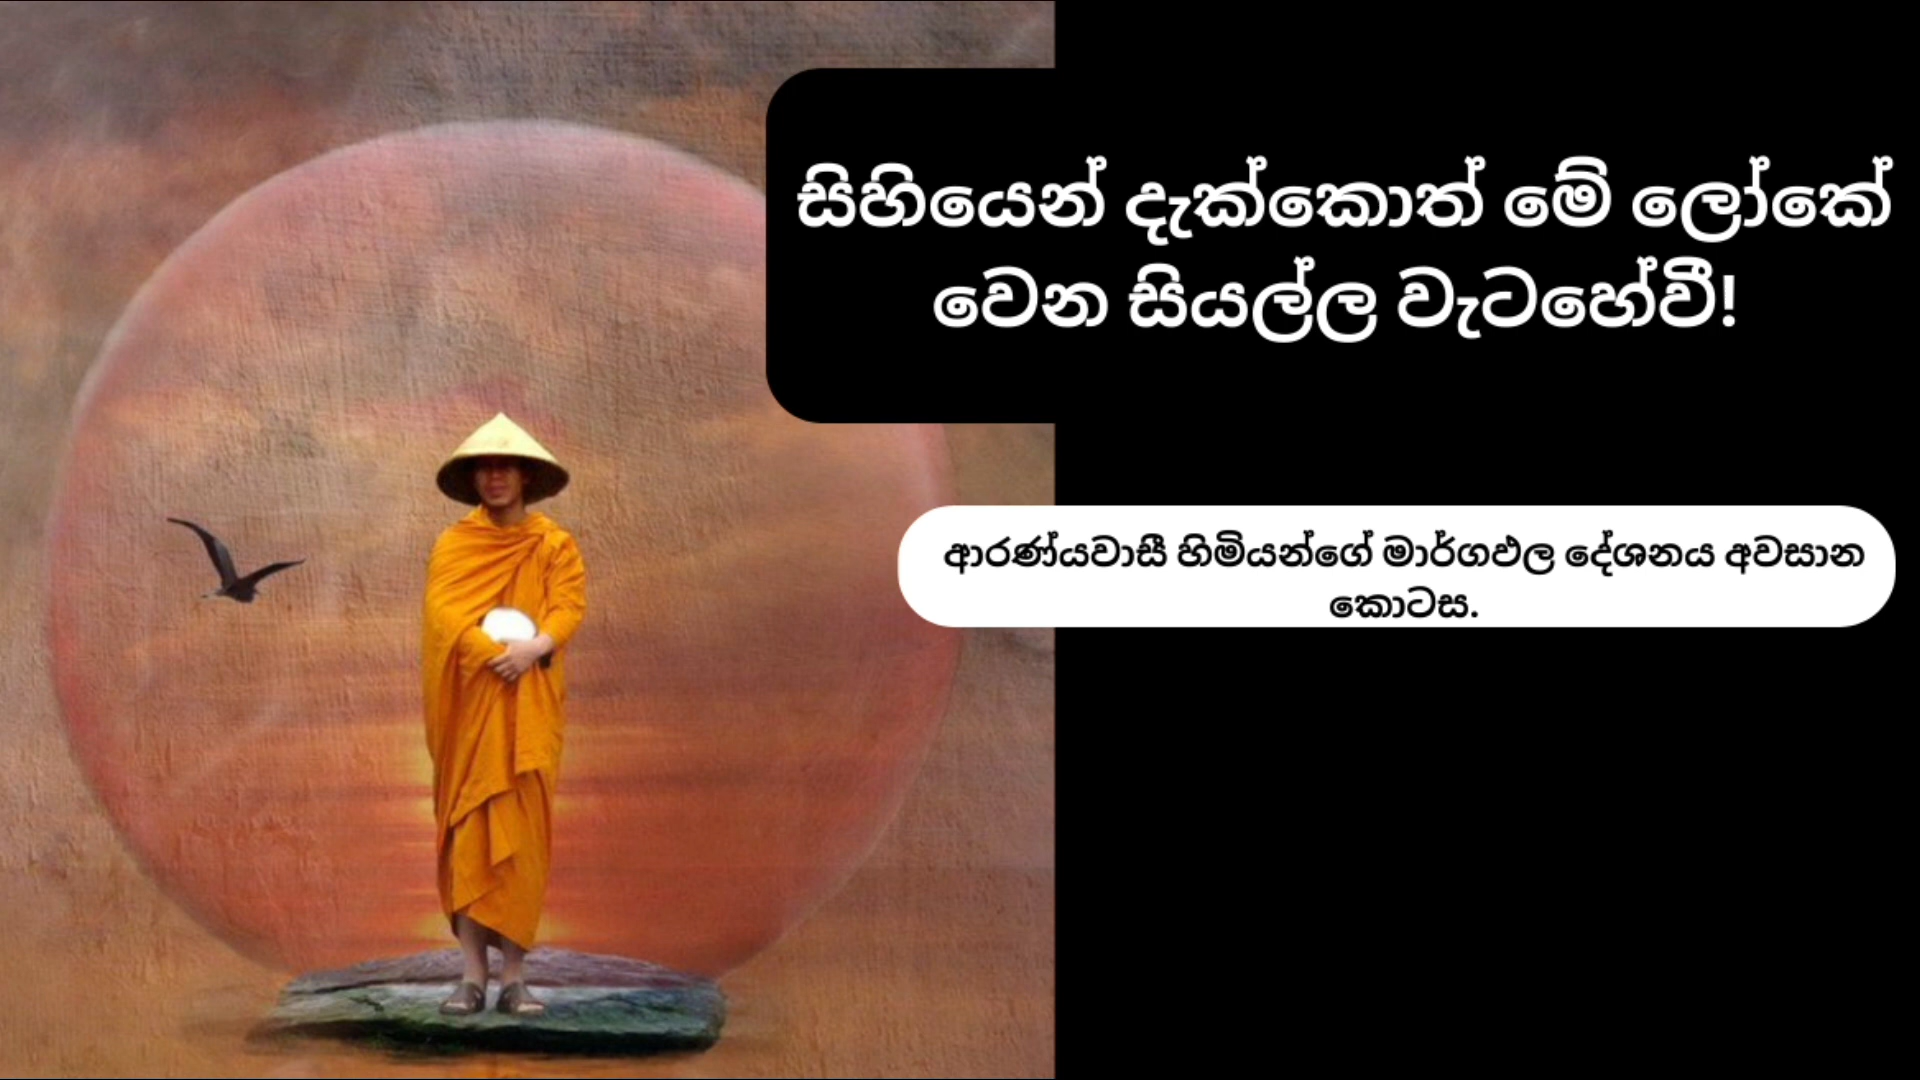 සිහියෙන් දැක්කොත් මේ ලෝකේ
වෙන සියල්ල වැටහේවී!
ආරණ්යවාසී හිමියන්ගේ මාර්ගඵල දේශනය අවසාන
කොටස.